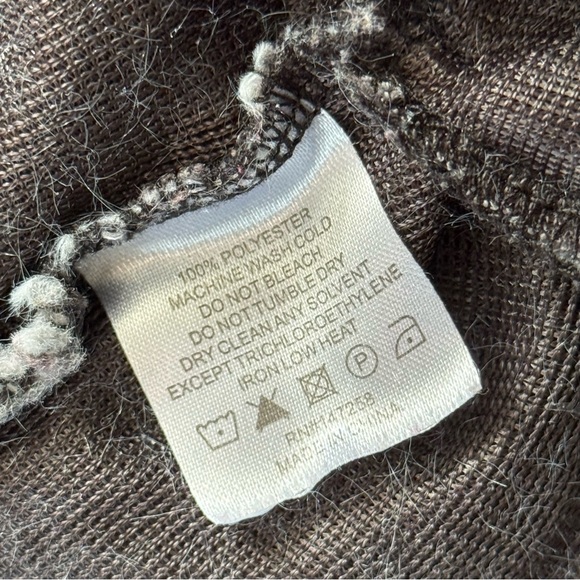 100% POLYESTER
MACHINE WASH COLD
DO NOT BLEACH
DO NOT TUMBLE DRY
DRY CLEAN ANY SOLVENT
EXCEPT TRICHLOROETHYLENE
IRON LOW HEAT
P
RN#147258
MADE IN CHINA